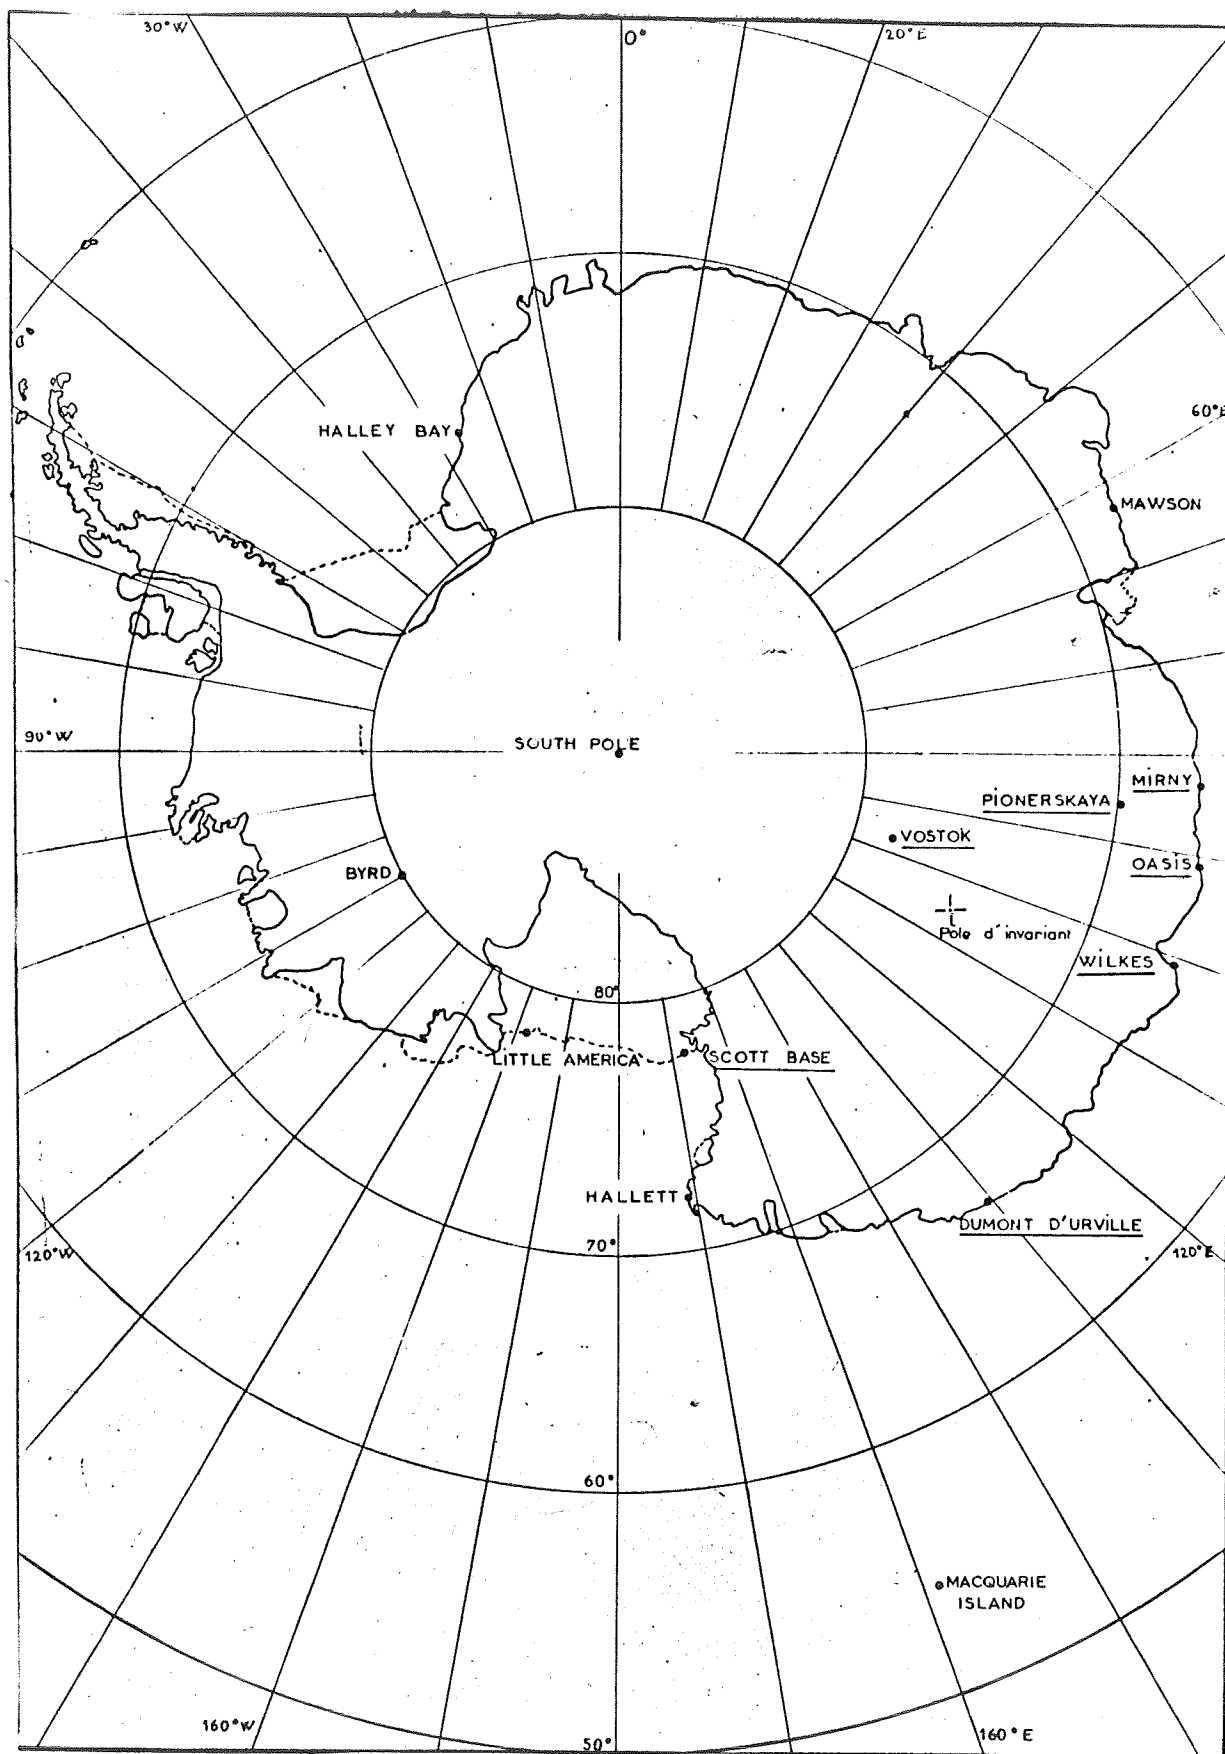 30°W
0°
20°E
60°E
HALLEY BAY
MAWSON
90°W
SOUTH POLE
MIRNY
PIONERSKAYA
VOSTOK
OASIS
BYRD
Pôle d'invariant
WILKES
80°
LITTLE AMERICA
SCOTT BASE
HALLETT
DUMONT D'URVILLE
70°
120°W
120°E
60°
MACQUARIE
ISLAND
160°W
160°E
50°